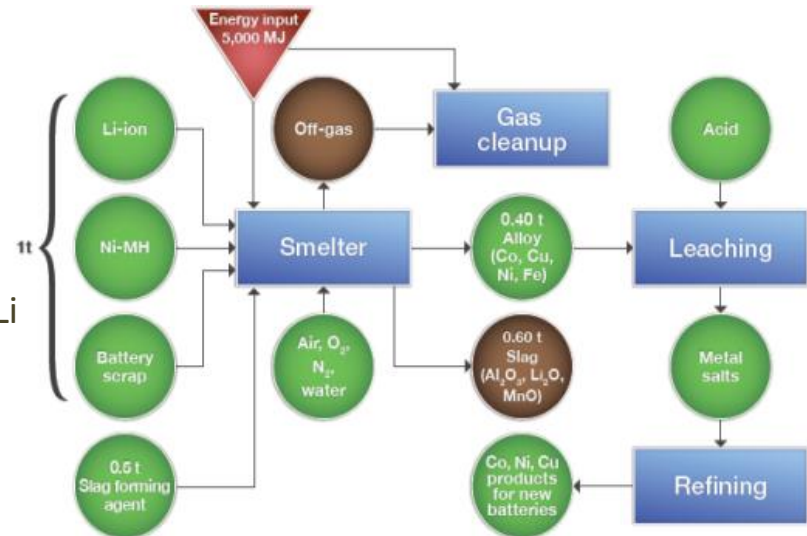 Energy input
5,000 MJ
Li-ion
Off-gas
Gas
cleanup
Acid
1t
Ni-MH
Smelter
0.40 t
Alloy
(Co, Cu,
Ni, Fe)
Leaching
Li
Battery
scrap
Air, O₂,
N₂,
water
0.60 t
Slag
(Al₂O₃, Li₂O,
MnO)
Metal
salts
0.5 t
Slag forming
agent
Co, Ni, Cu
products
for new
batteries
Refining